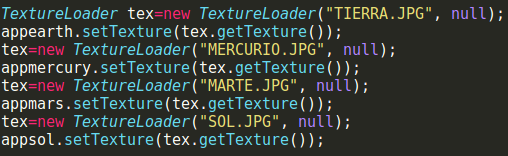 TextureLoader tex=new TextureLoader("TIERRA.JPG", null);
appearth.setTexture(tex.getTexture());
tex=new TextureLoader("MERCURIO.JPG", null);
appmercury.setTexture(tex.getTexture());
tex=new TextureLoader("MARTE.JPG", null);
appmars.setTexture(tex.getTexture());
tex=new TextureLoader("SOL.JPG", null);
appsol.setTexture(tex.getTexture());